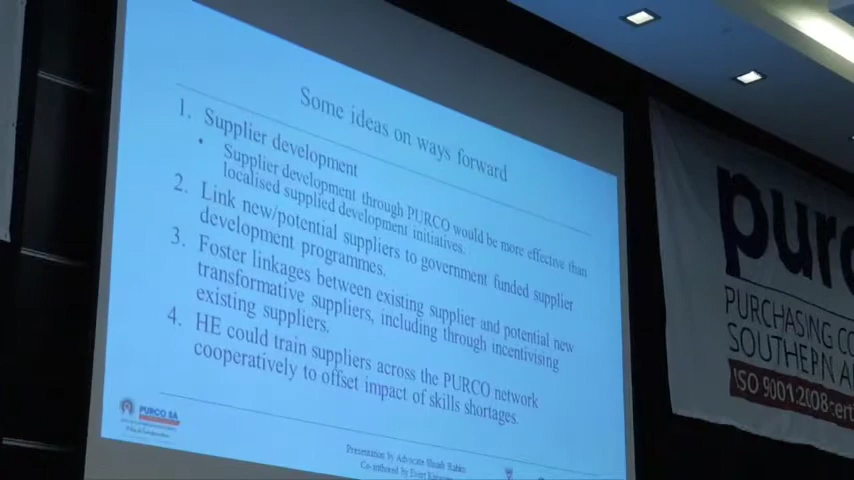 Some ideas on ways forward
1. Supplier development
• Supplier development through PURCO would be more effective than
localised supplied development initiatives.
2. Link new/potential suppliers to government funded supplier
development programmes.
3. Foster linkages between existing supplier and potential new
transformative suppliers, including through incentivising
existing suppliers.
4. HE could train suppliers across the PURCO network
cooperatively to offset impact of skills shortages.
PURCO SA
Presentation by Advocate
Co-authored by
purc
PURCHASING CO
SOUTHERN A
ISO 9001:2008